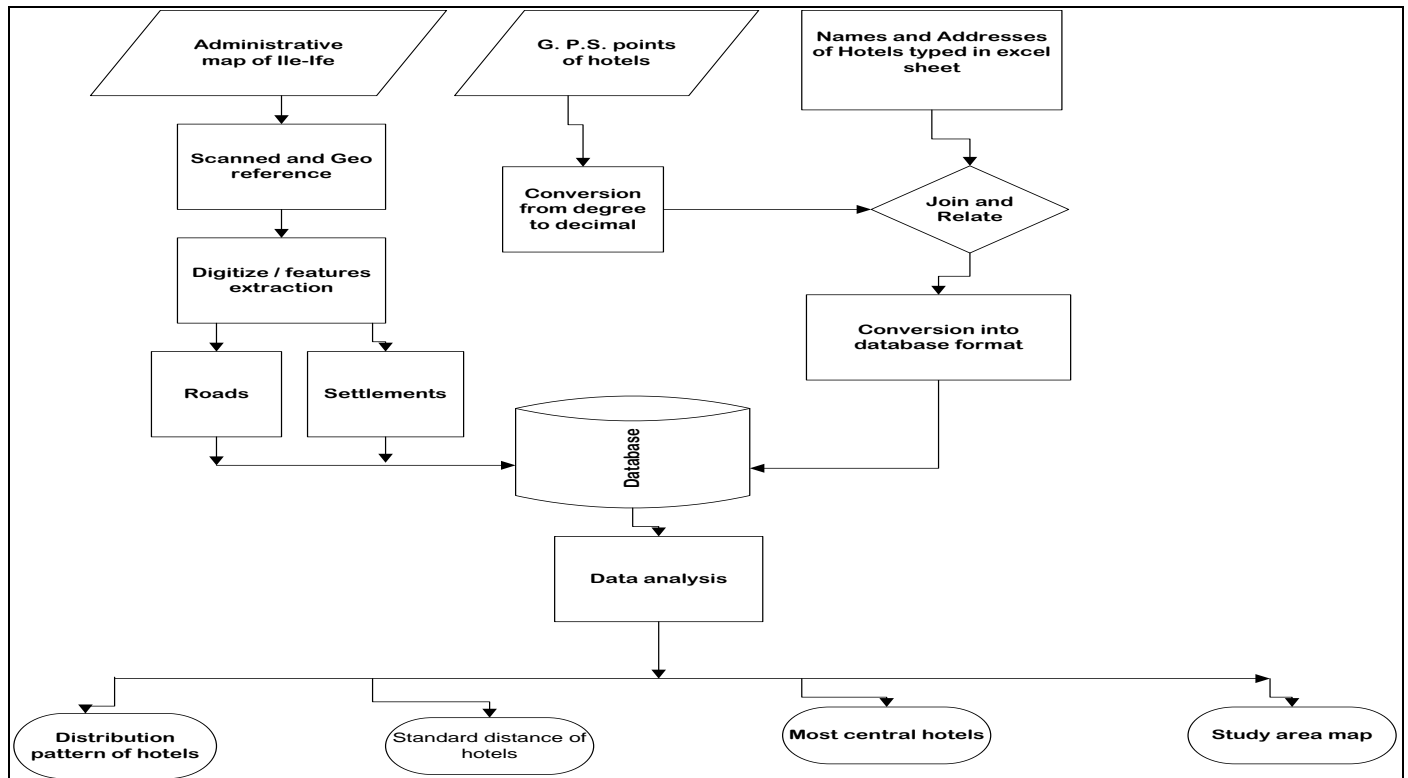 Administrative
map of Ile-Ife
G. P.S. points
of hotels
Names and Addresses
of Hotels typed in excel
sheet
Scanned and Geo
reference
Conversion
from degree
to decimal
Join and
Relate
Digitize / features
extraction
Conversion into
database format
Roads
Settlements
Database
Data analysis
Distribution
pattern of hotels
Standard distance of
hotels
Most central hotels
Study area map